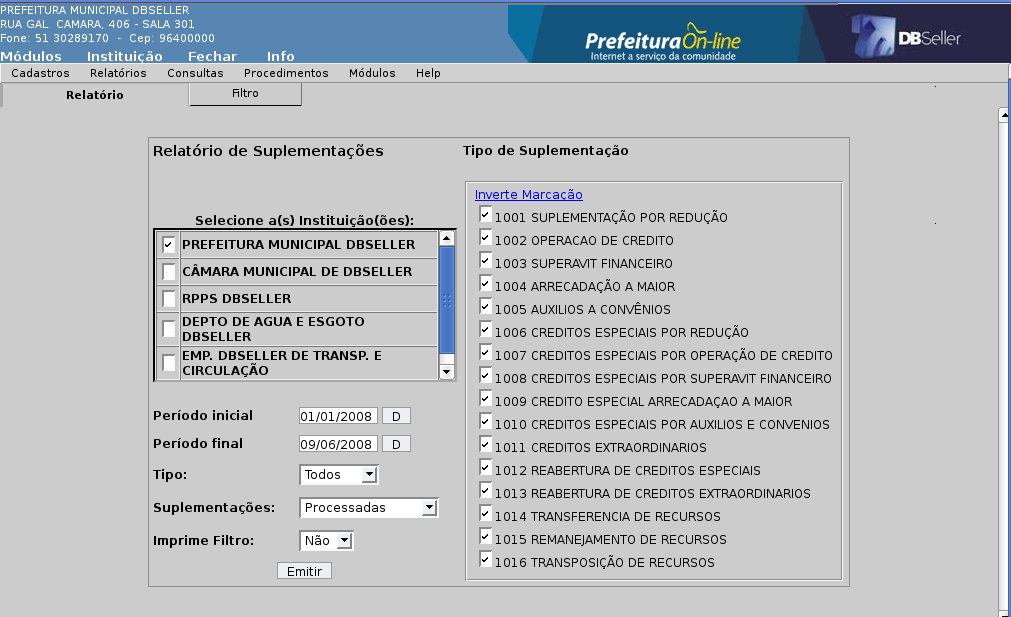 PREFEITURA MUNICIPAL DBSELLER
RUA GAL. CAMARA, 406 - SALA 301
Fone: 51 30289170 - Cep: 96400000
Módulos Instituição Fechar Info
PrefeituraOn-line
Internet a serviço da comunidade
DBSeller
Cadastros Relatórios Consultas Procedimentos Módulos Help
Relatório Filtro
Relatório de Suplementações
Selecione a(s) Instituição(ões):
PREFEITURA MUNICIPAL DBSELLER
CÂMARA MUNICIPAL DE DBSELLER
RPPS DBSELLER
DEPTO DE AGUA E ESGOTO
DBSELLER
EMP. DBSELLER DE TRANSP. E
CIRCULAÇÃO
Período inicial 01/01/2008 D
Período final 09/06/2008 D
Tipo: Todos
Suplementações: Processadas
Imprime Filtro: Não
Emitir
Tipo de Suplementação
Inverte Marcação
1001 SUPLEMENTAÇÃO POR REDUÇÃO
1002 OPERACAO DE CREDITO
1003 SUPERAVIT FINANCEIRO
1004 ARRECADAÇÃO A MAIOR
1005 AUXILIOS A CONVÊNIOS
1006 CREDITOS ESPECIAIS POR REDUÇÃO
1007 CREDITOS ESPECIAIS POR OPERAÇÃO DE CREDITO
1008 CREDITOS ESPECIAIS POR SUPERAVIT FINANCEIRO
1009 CREDITO ESPECIAL ARRECADAÇAO A MAIOR
1010 CREDITOS ESPECIAIS POR AUXILIOS E CONVENIOS
1011 CREDITOS EXTRAORDINARIOS
1012 REABERTURA DE CREDITOS ESPECIAIS
1013 REABERTURA DE CREDITOS EXTRAORDINARIOS
1014 TRANSFERENCIA DE RECURSOS
1015 REMANEJAMENTO DE RECURSOS
1016 TRANSPOSIÇÃO DE RECURSOS